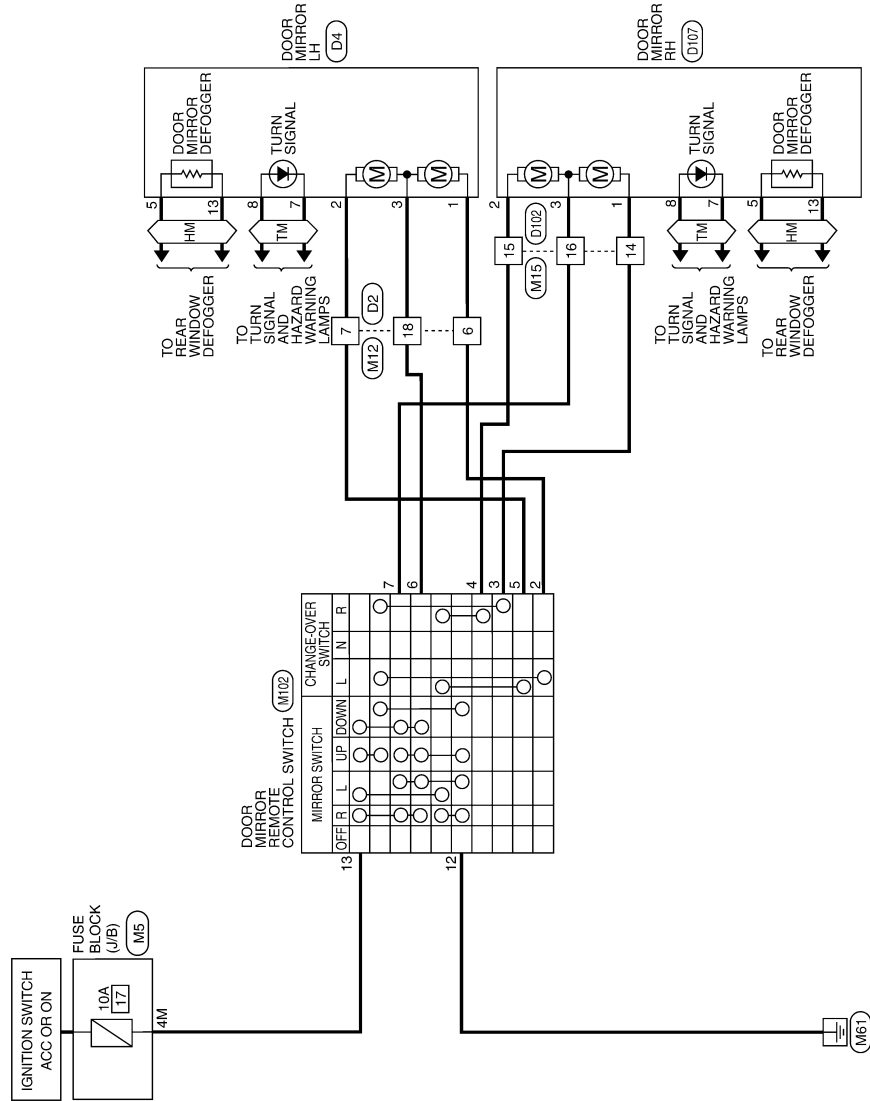 IGNITION SWITCH
ACC OR ON
FUSE
BLOCK
(J/B)
M5
10A
17
4M
DOOR
MIRROR
REMOTE
CONTROL SWITCH
M102
MIRROR SWITCH
CHANGE-OVER
SWITCH
OFF R L UP DOWN L N R
13
12
7
6
4
3
5
2
M61
DOOR
MIRROR
LH
D4
DOOR
MIRROR
DEFOGGER
TURN
SIGNAL
M
M
5
13
8
7
2
3
1
HM
TM
TO
REAR
WINDOW
DEFOGGER
TO
TURN
SIGNAL
AND
HAZARD
WARNING
LAMPS
7
18
6
D2
M12
DOOR
MIRROR
RH
D107
M
M
TURN
SIGNAL
DOOR
MIRROR
DEFOGGER
2
3
1
8
7
5
13
15
16
14
D102
M15
TM
HM
TO
TURN
SIGNAL
AND
HAZARD
WARNING
LAMPS
TO
REAR
WINDOW
DEFOGGER